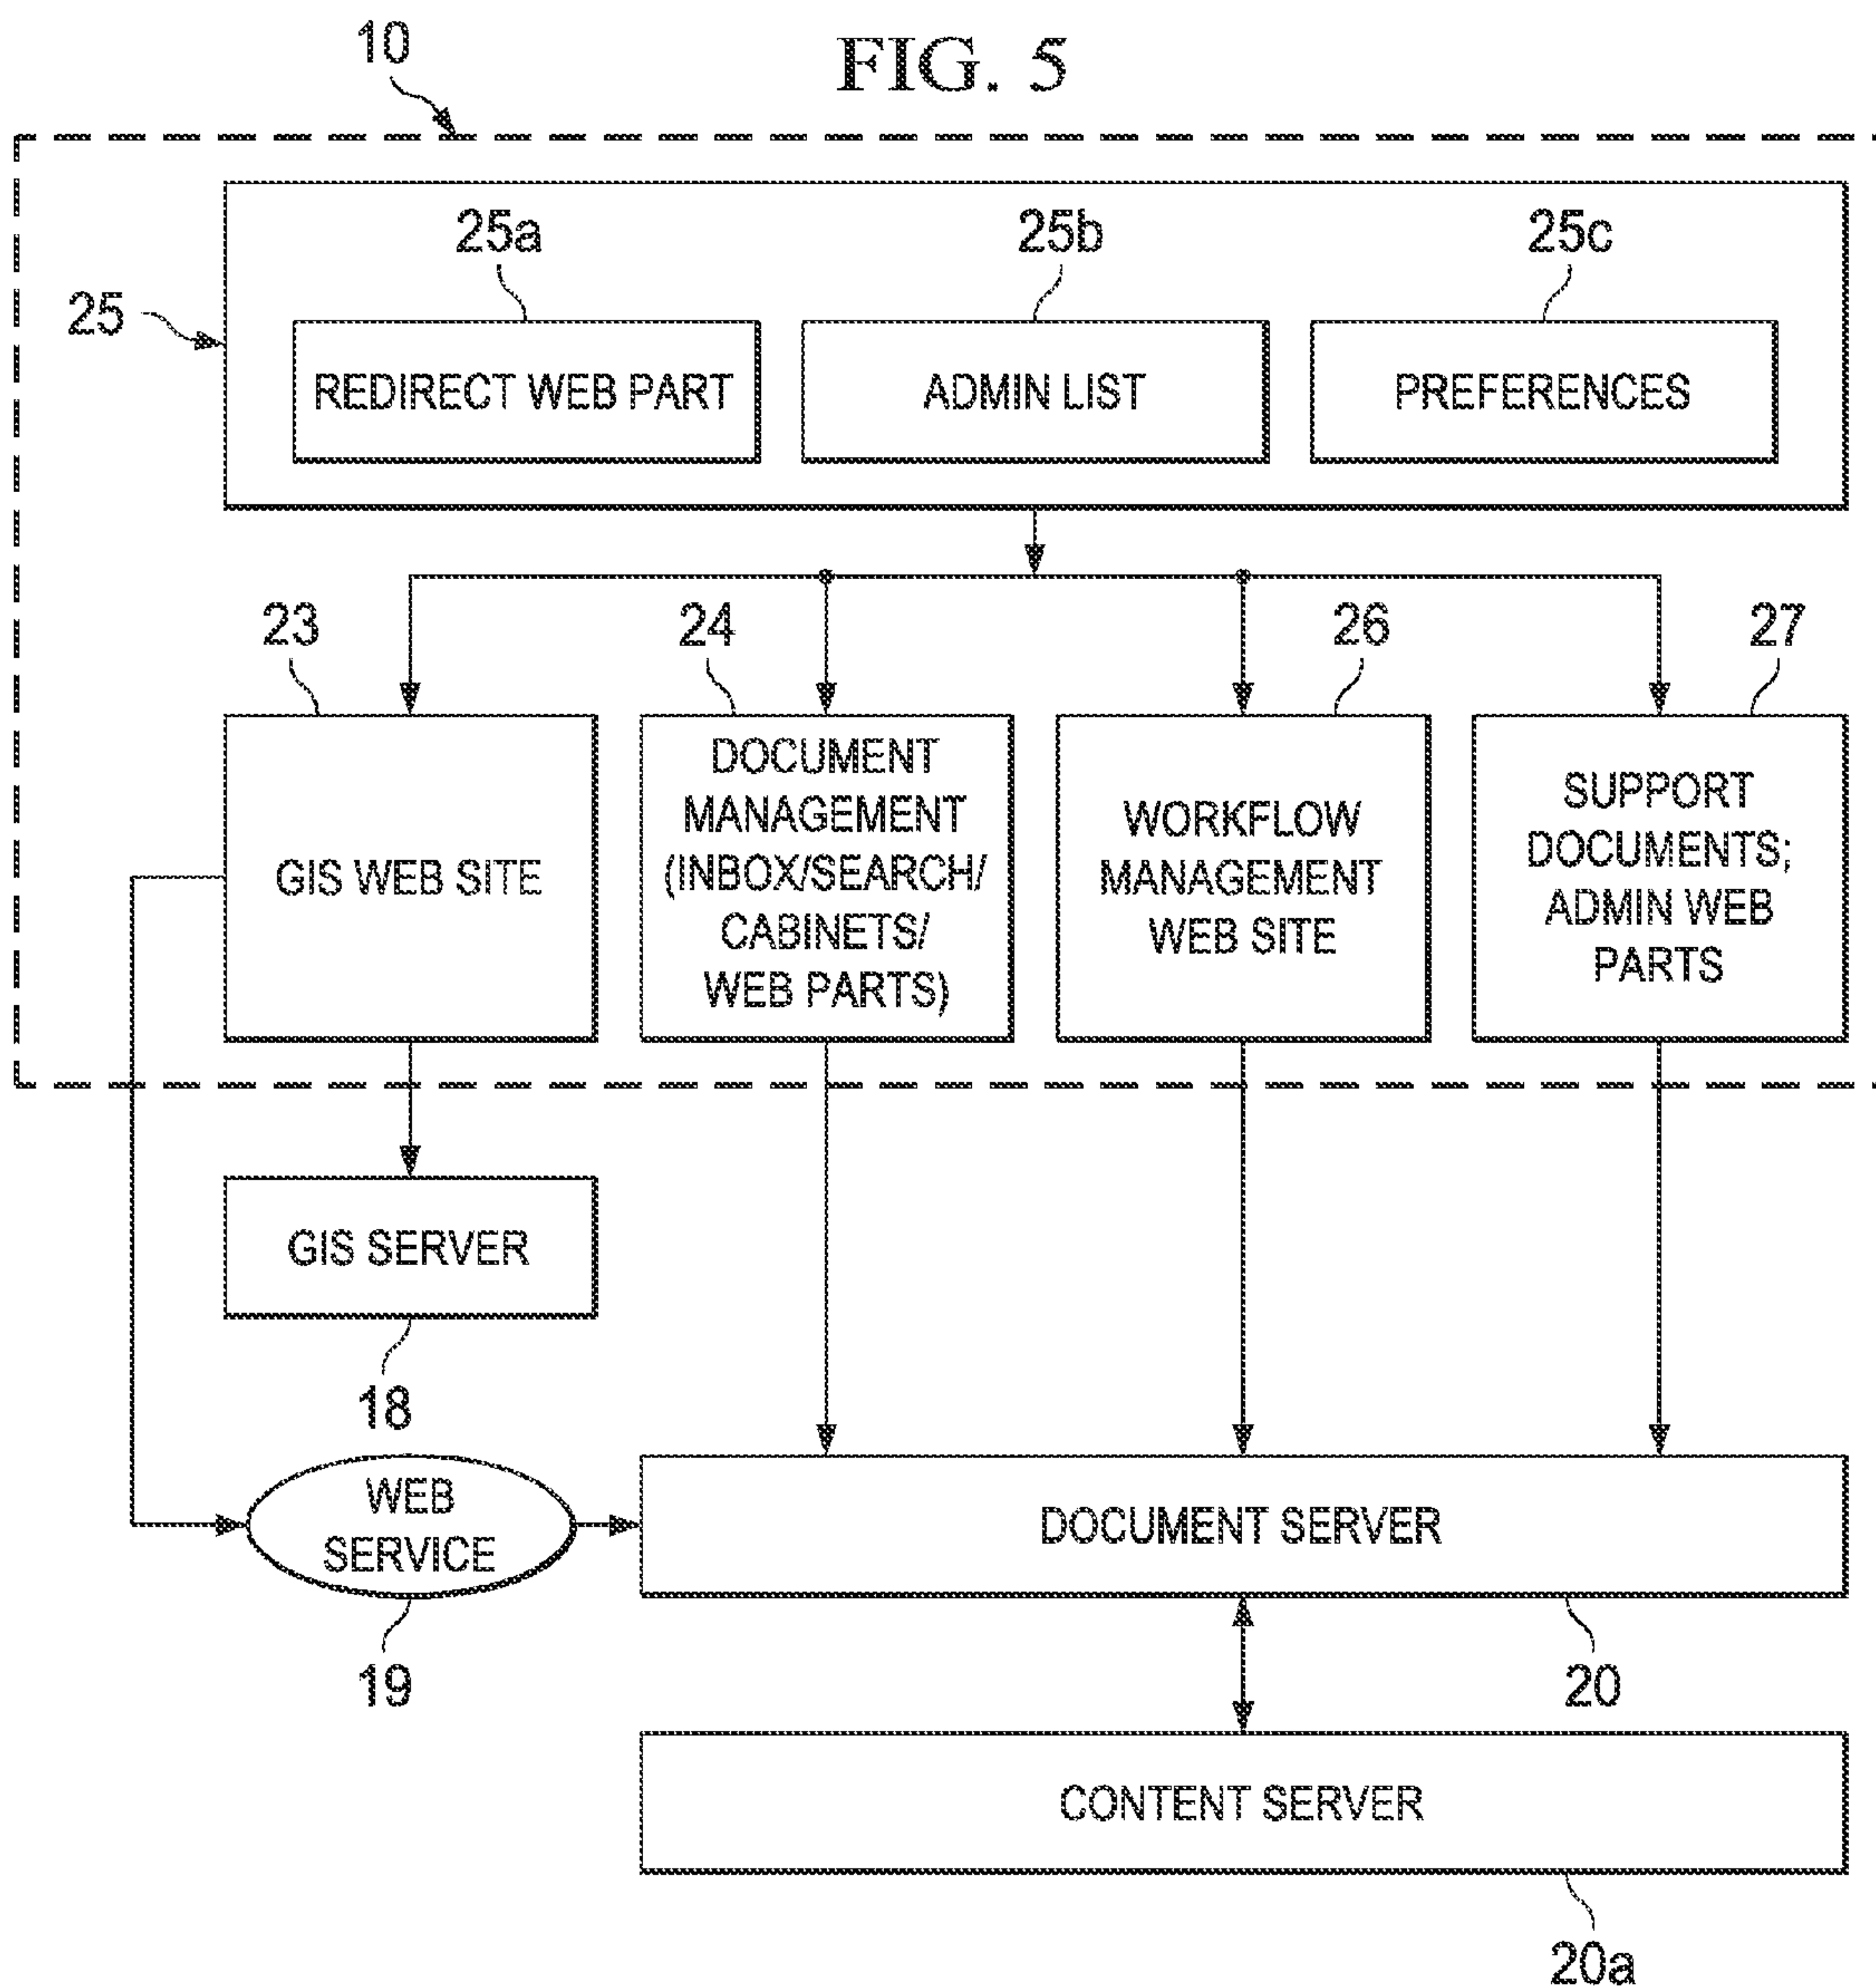 10
FIG. 5
25a
25b
25c
25
REDIRECT WEB PART
ADMIN LIST
PREFERENCES
23
24
26
27
GIS WEB SITE
DOCUMENT
MANAGEMENT
(INBOX/SEARCH/
CABINETS/
WEB PARTS)
WORKFLOW
MANAGEMENT
WEB SITE
SUPPORT
DOCUMENTS;
ADMIN WEB
PARTS
GIS SERVER
18
WEB
SERVICE
19
DOCUMENT SERVER
20
CONTENT SERVER
20a